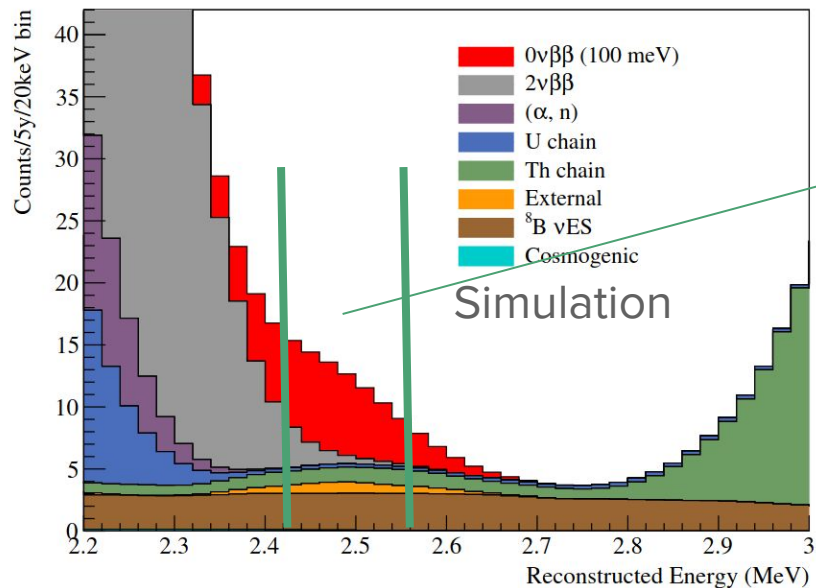 Counts/5y/20keV bin
40
35
30
25
20
15
10
5
0
0νββ (100 meV)
2νββ
(α, n)
U chain
Th chain
External
⁸B νES
Cosmogenic
Simulation
2.2 2.3 2.4 2.5 2.6 2.7 2.8 2.9 3
Reconstructed Energy (MeV)